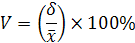 V = (δ / x̄) × 100%